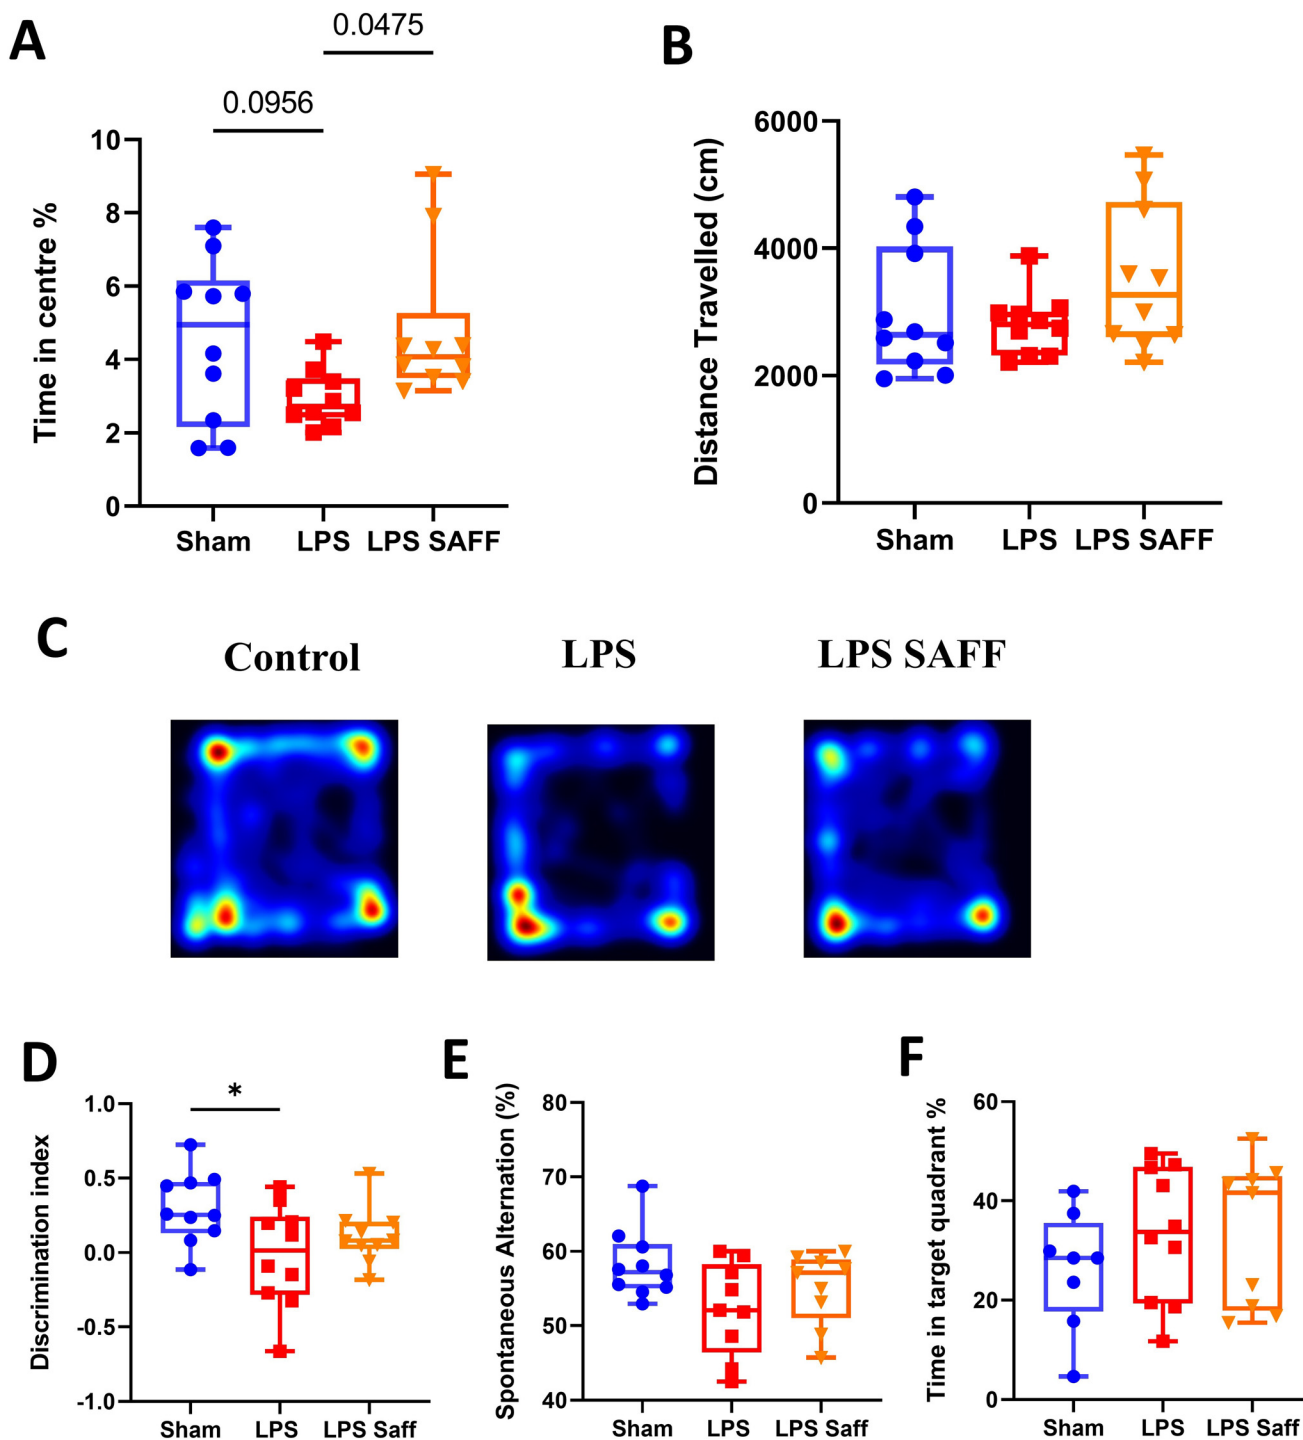 A
0.0475
0.0956
Time in centre %
10
8
6
4
2
0
Sham LPS LPS SAFF
B
Distance Travelled (cm)
6000
4000
2000
0
Sham LPS LPS SAFF
C
Control LPS LPS SAFF
D
*
Discrimination index
1.0
0.5
0.0
-0.5
-1.0
Sham LPS LPS Saff
E
Spontaneous Alternation (%)
80
70
60
50
40
Sham LPS LPS Saff
F
Time in target quadrant %
60
40
20
0
Sham LPS LPS Saff